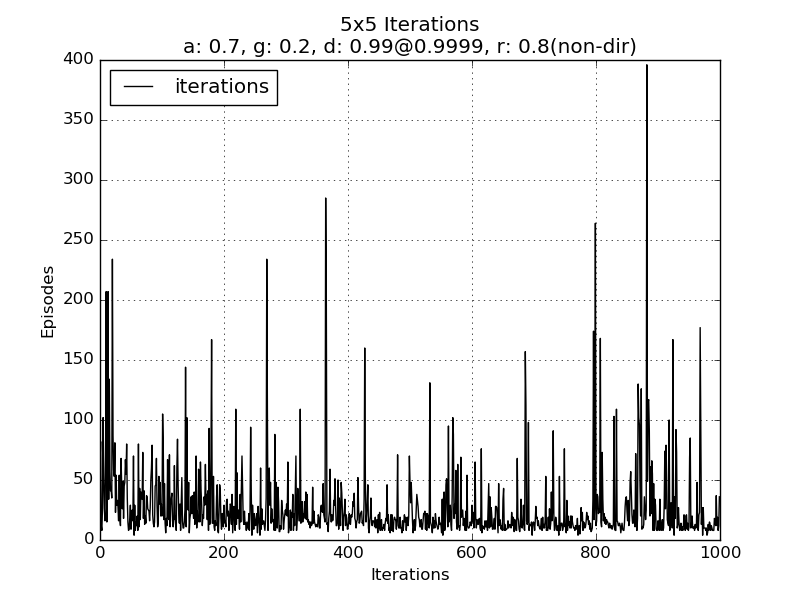 5x5 Iterations
a: 0.7, g: 0.2, d: 0.99@0.9999, r: 0.8(non-dir)
400
iterations
350
300
250
Episodes
200
150
100
50
0
0 200 400 600 800 1000
Iterations